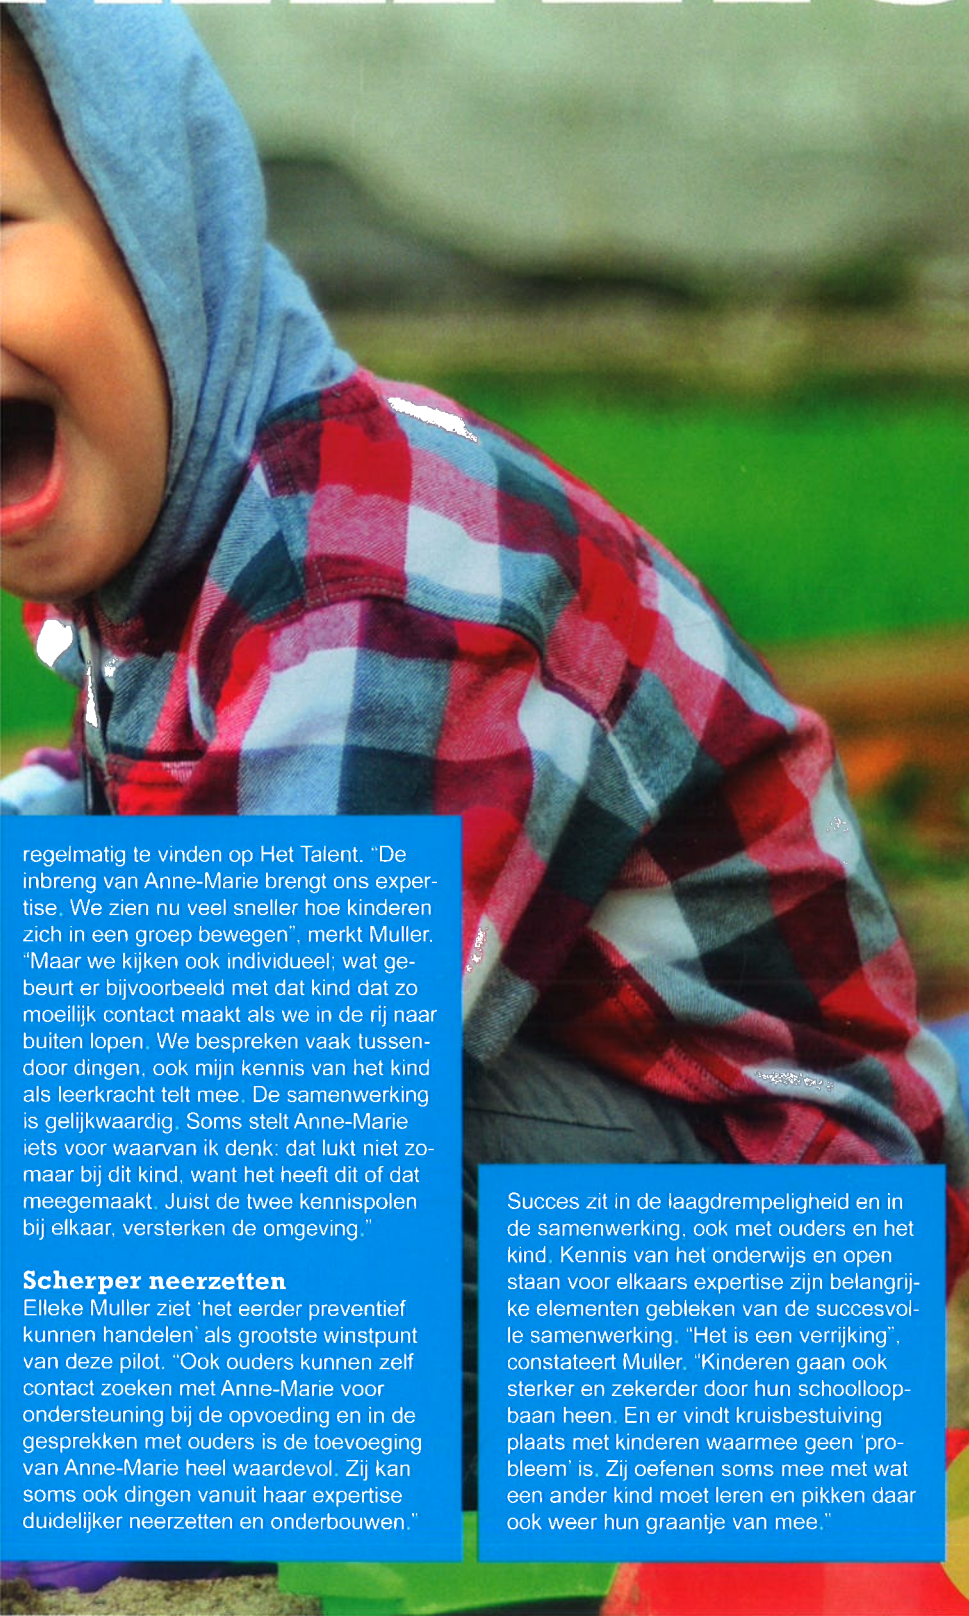 regelmatig te vinden op Het Talent. “De
inbreng van Anne-Marie brengt ons exper-
tise. We zien nu veel sneller hoe kinderen
zich in een groep bewegen”, merkt Muller.
“Maar we kijken ook individueel; wat ge-
beurt er bijvoorbeeld met dat kind dat zo
moeilijk contact maakt als we in de rij naar
buiten lopen. We bespreken vaak tussen-
door dingen, ook mijn kennis van het kind
als leerkracht telt mee. De samenwerking
is gelijkwaardig. Soms stelt Anne-Marie
iets voor waarvan ik denk: dat lukt niet zo-
maar bij dit kind, want het heeft dit of dat
meegemaakt. Juist de twee kennispolen
bij elkaar, versterken de omgeving.”
Scherper neerzetten
Elleke Muller ziet ‘het eerder preventief
kunnen handelen’ als grootste winstpunt
van deze pilot. “Ook ouders kunnen zelf
contact zoeken met Anne-Marie voor
ondersteuning bij de opvoeding en in de
gesprekken met ouders is de toevoeging
van Anne-Marie heel waardevol. Zij kan
soms ook dingen vanuit haar expertise
duidelijker neerzetten en onderbouwen.”
Succes zit in de laagdrempeligheid en in
de samenwerking, ook met ouders en het
kind. Kennis van het onderwijs en open
staan voor elkaars expertise zijn belangrij-
ke elementen gebleken van de succesvol-
le samenwerking. “Het is een verrijking”,
constateert Muller. “Kinderen gaan ook
sterker en zekerder door hun schoolloop-
baan heen. En er vindt kruisbestuiving
plaats met kinderen waarmee geen ‘pro-
bleem’ is. Zij oefenen soms mee met wat
een ander kind moet leren en pikken daar
ook weer hun graantje van mee.”